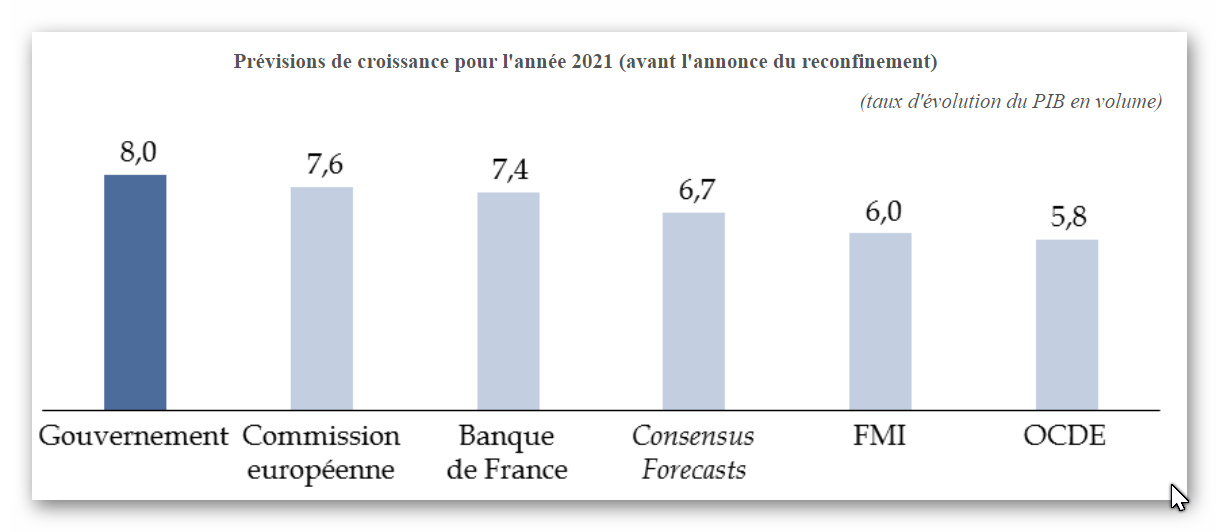 Prévisions de croissance pour l'année 2021 (avant l'annonce du reconfinement)
(taux d'évolution du PIB en volume)
8,0
7,6
7,4
6,7
6,0
5,8
Gouvernement
Commission
européenne
Banque
de France
Consensus
Forecasts
FMI
OCDE